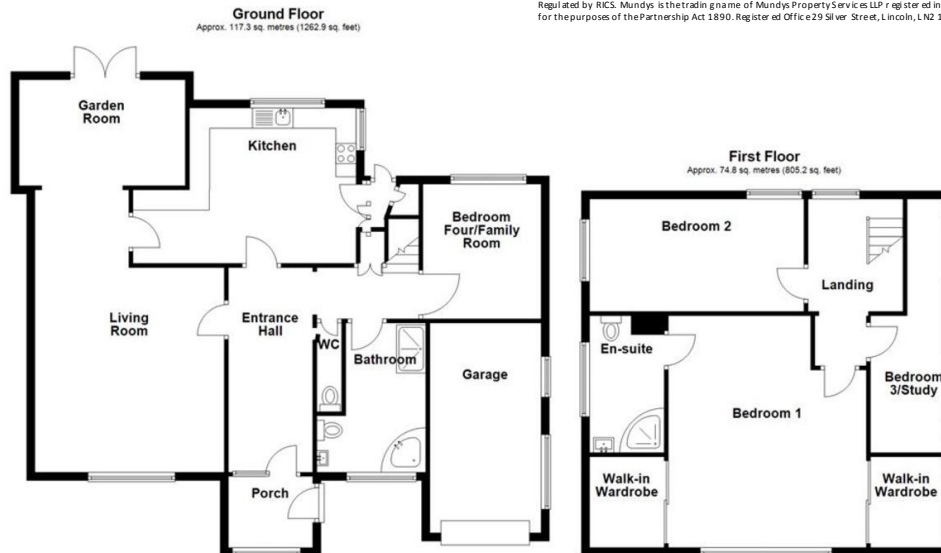 Regulated by RICS. Mundys is the trading name of Mundys Property Services LLP registered in
for the purposes of the Partnership Act 1890. Registered Office 29 Silver Street, Lincoln, LN2 1
Ground Floor
Approx. 117.3 sq. metres (1262.9 sq. feet)
Garden
Room
Kitchen
Bedroom
Four/Family
Room
Living
Room
Entrance
Hall
WC
Bathroom
Garage
Porch
First Floor
Approx. 74.8 sq. metres (805.2 sq. feet)
Bedroom 2
Landing
En-suite
Bedroom
3/Study
Bedroom 1
Walk-in
Wardrobe
Walk-in
Wardrobe